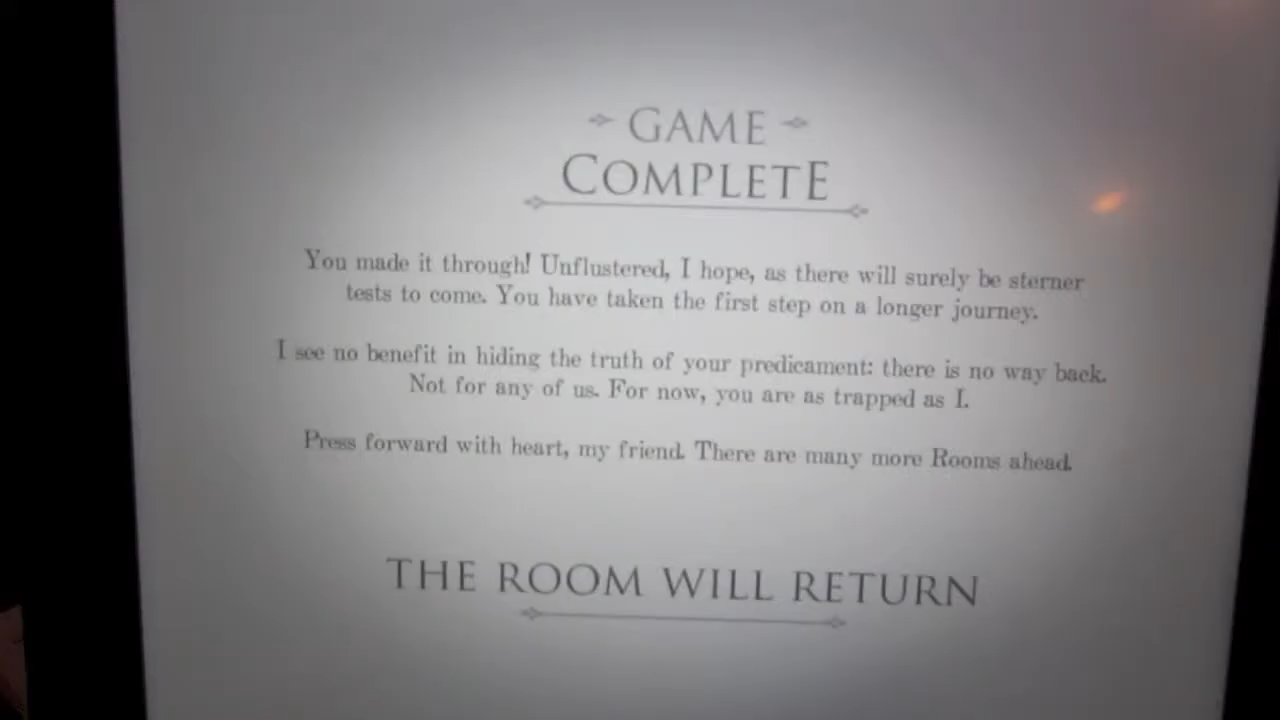 GAME
COMPLETE
You made it through! Unflustered, I hope, as there will surely be sterner
tests to come. You have taken the first step on a longer journey.
I see no benefit in hiding the truth of your predicament: there is no way back.
Not for any of us. For now, you are as trapped as I.
Press forward with heart, my friend. There are many more Rooms ahead.
THE ROOM WILL RETURN